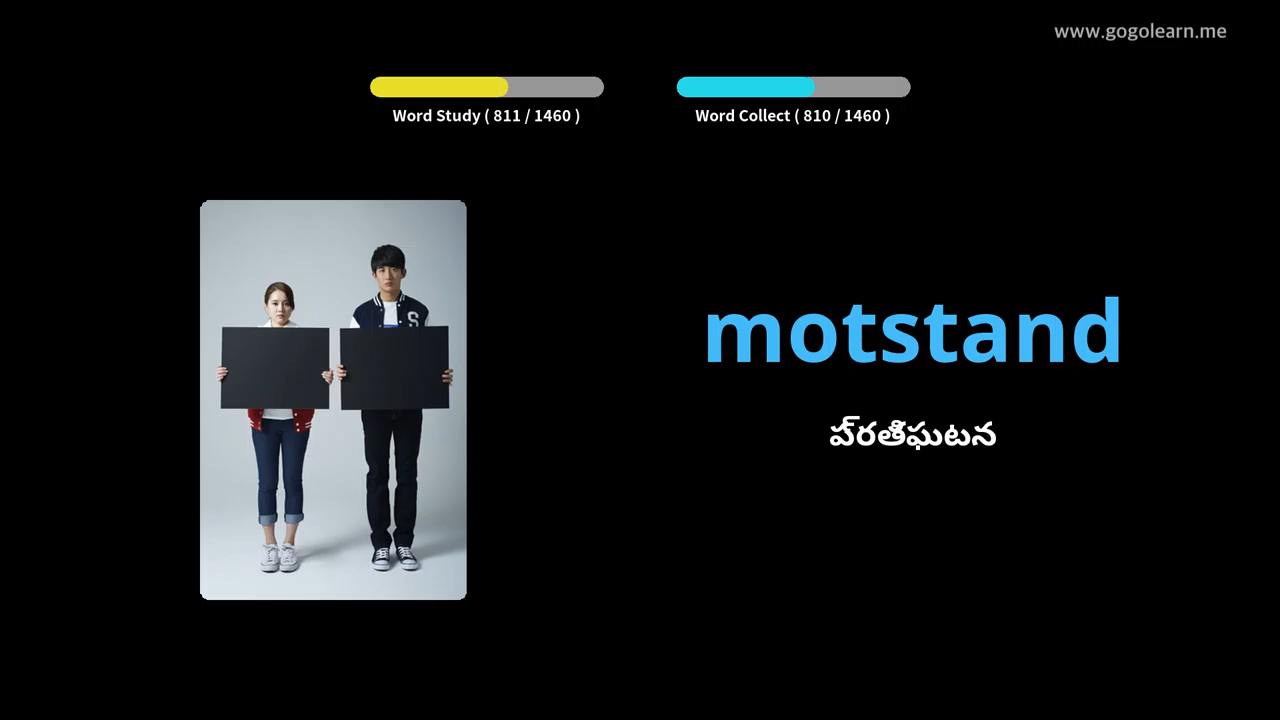 www.gogolearn.me
Word Study ( 811 / 1460 )
Word Collect ( 810 / 1460 )
S
motstand
ప్రతిఘటన